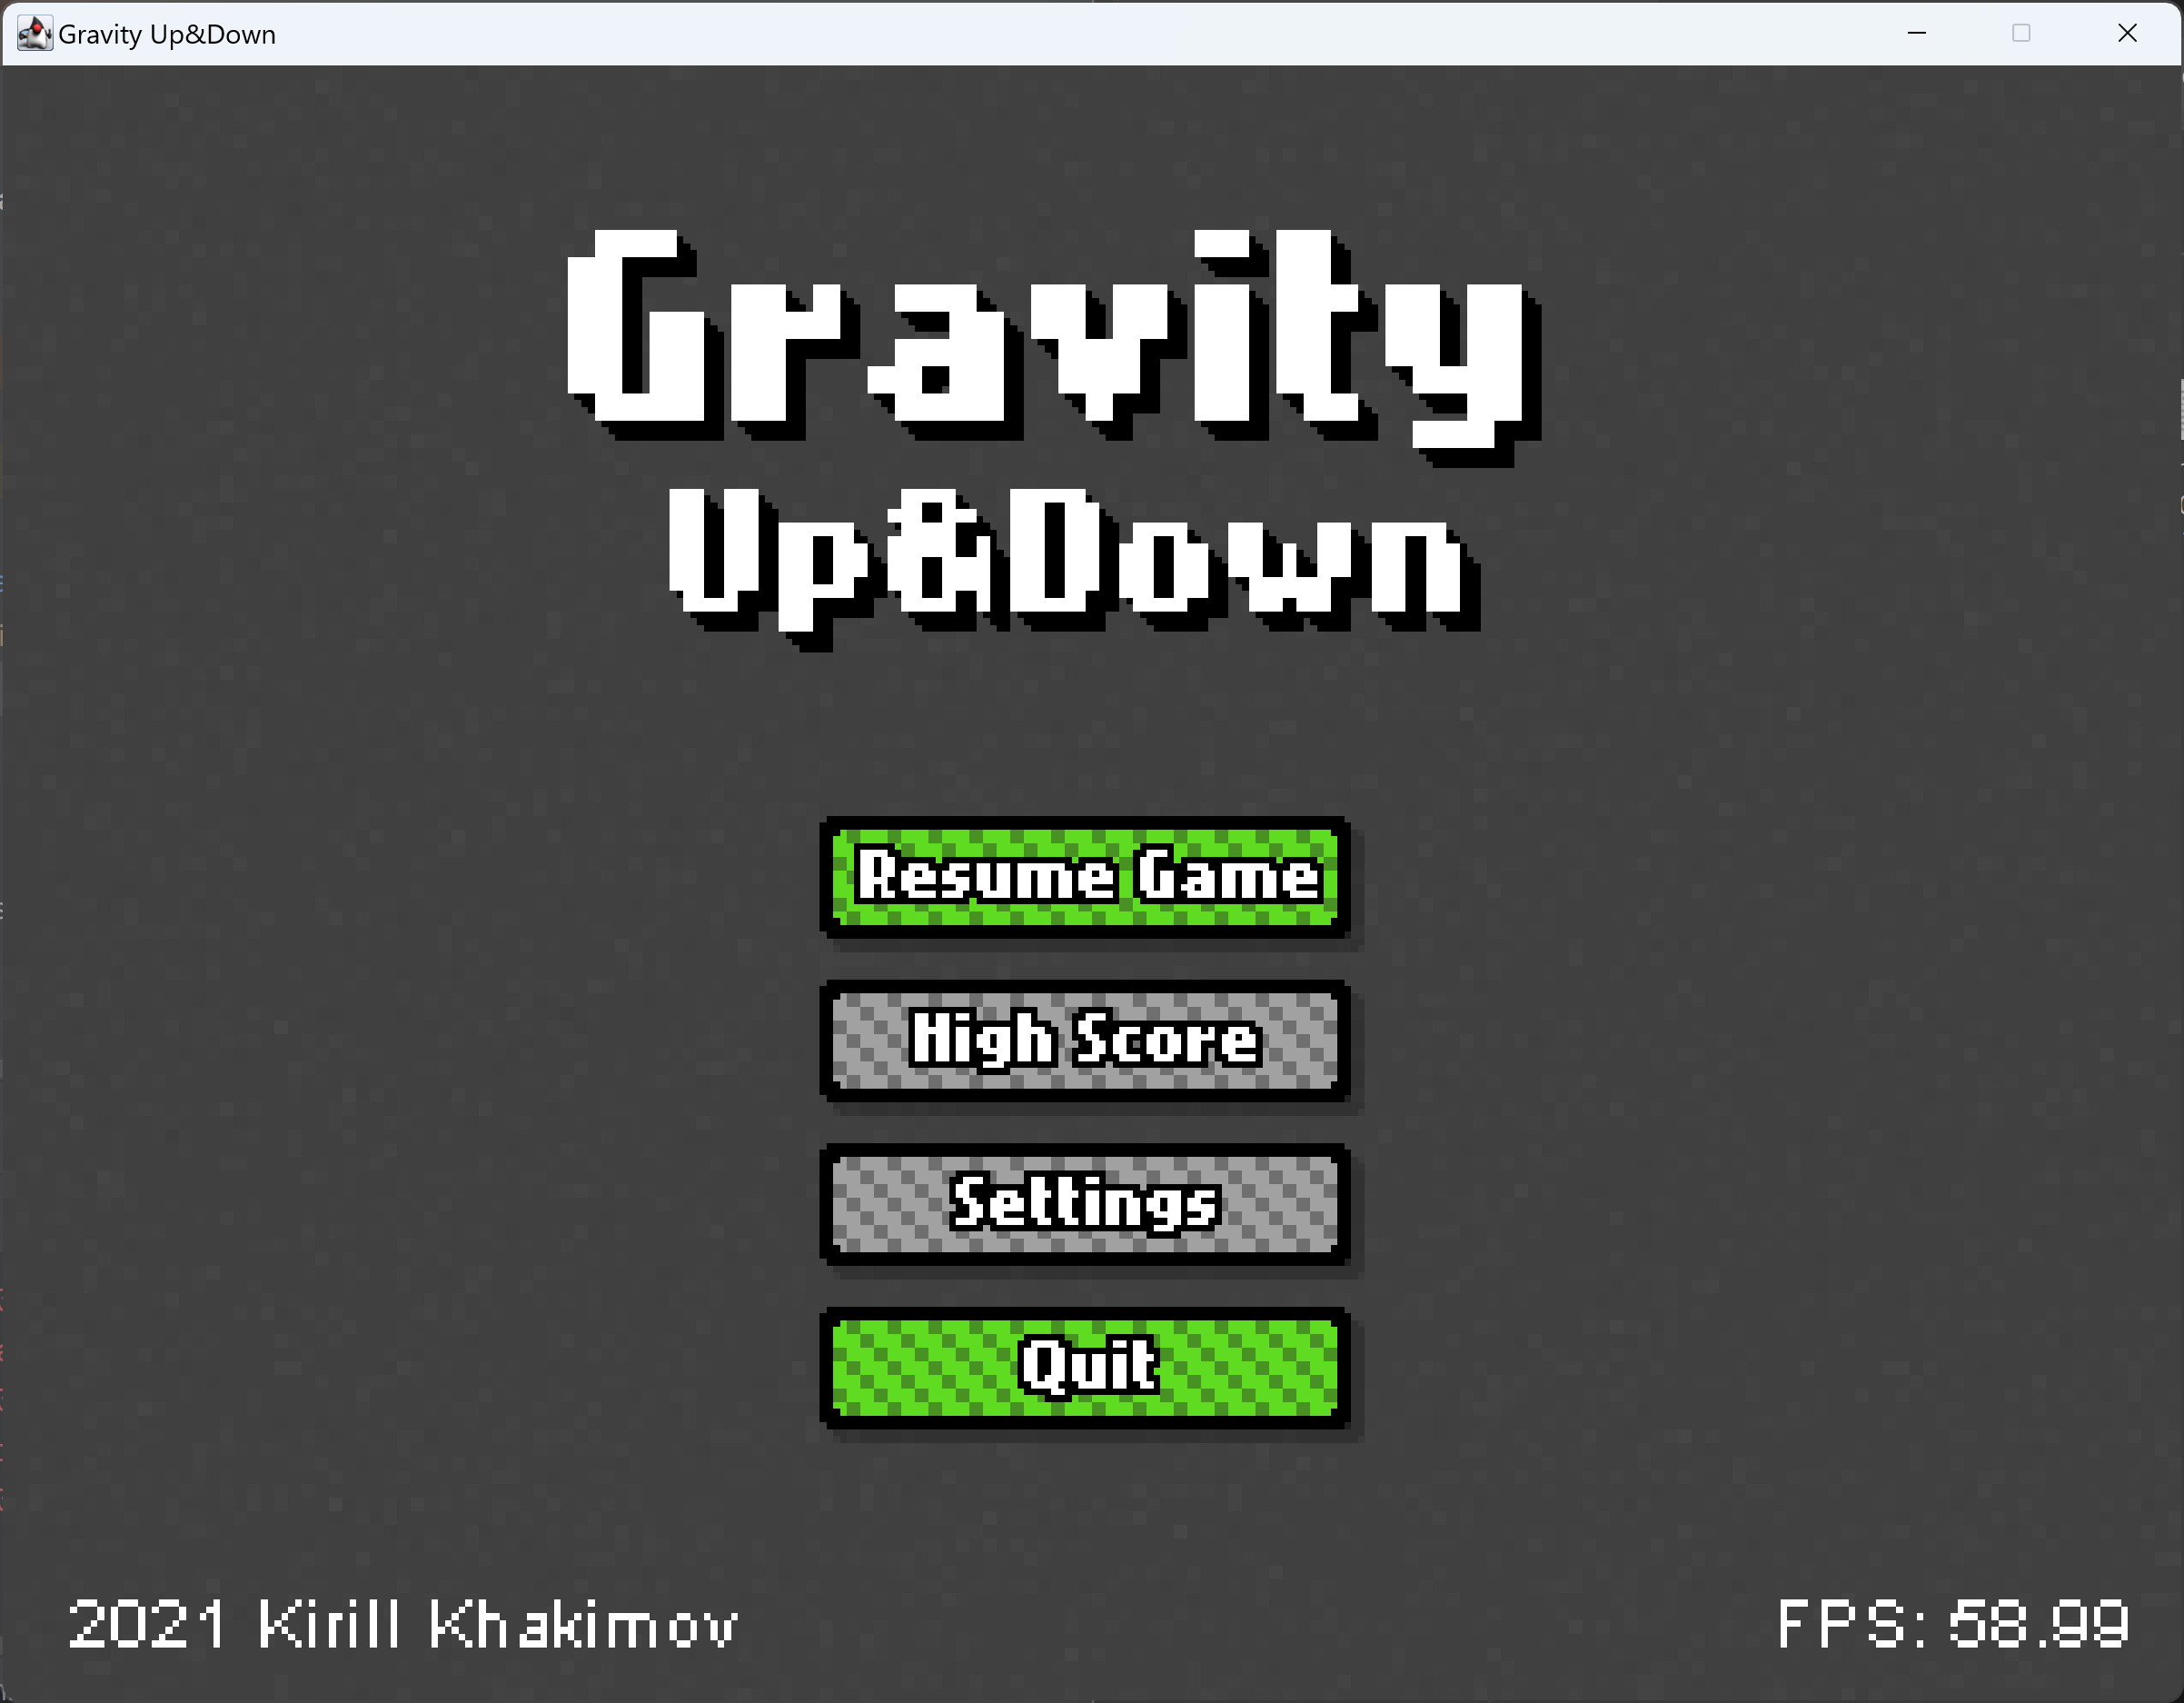 Gravity Up&Down
Gravity
Up&Down
Resume Game
High Score
Settings
Quit
2021 Kirill Khakimov
FPS: 58.99